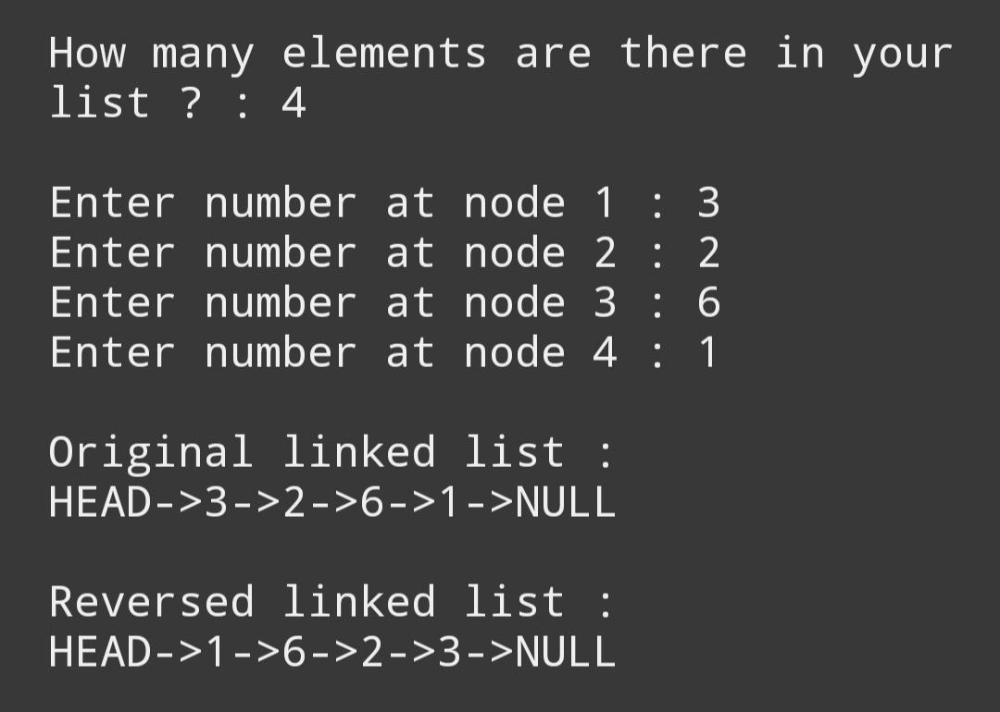 How many elements are there in your
list ? : 4
Enter number at node 1 : 3
Enter number at node 2 : 2
Enter number at node 3 : 6
Enter number at node 4 : 1
Original linked list :
HEAD->3->2->6->1->NULL
Reversed linked list :
HEAD->1->6->2->3->NULL